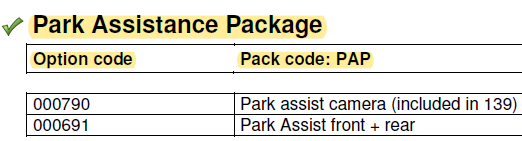 Park Assistance Package
Option code Pack code: PAP
000790 Park assist camera (included in 139)
000691 Park Assist front + rear